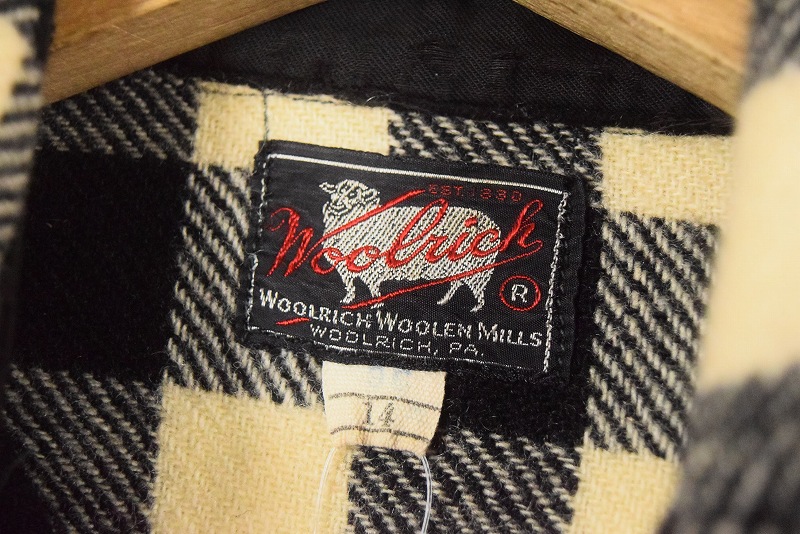 EST. 1830
Woolrich
R
WOOLRICH WOOLEN MILLS
WOOLRICH, PA.
14